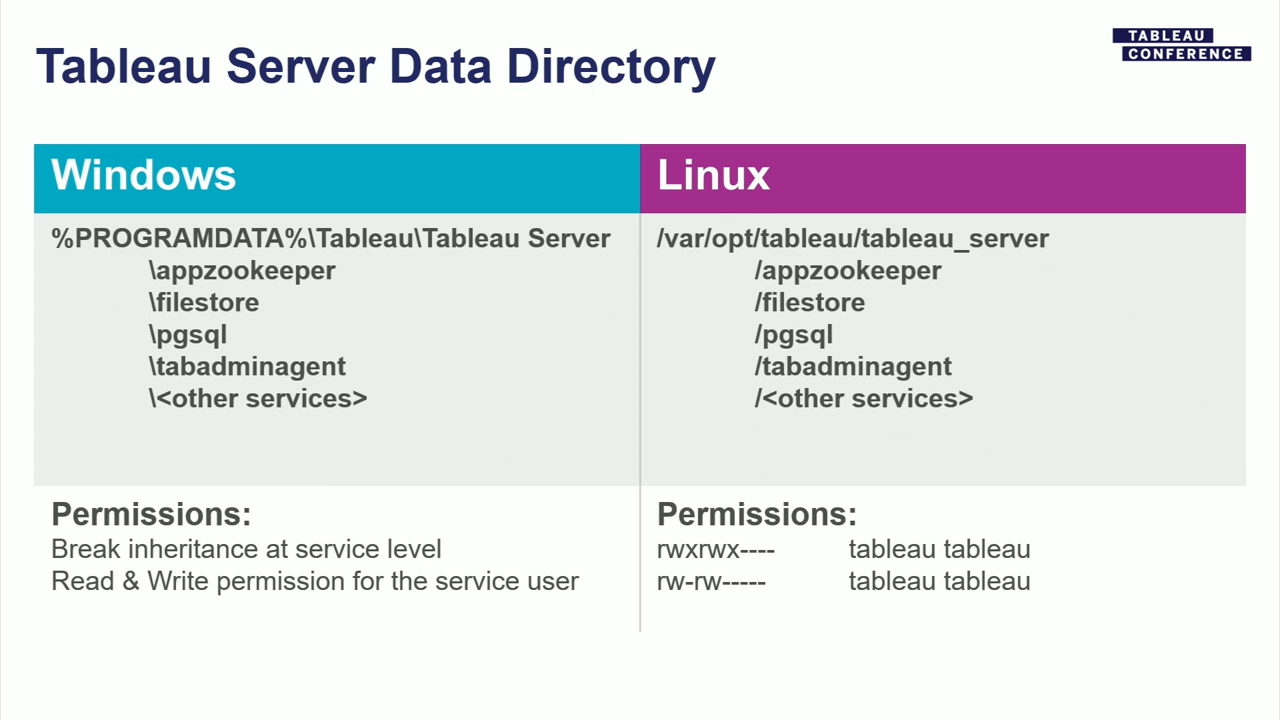 TABLEAU
CONFERENCE
Tableau Server Data Directory
Windows
%PROGRAMDATA%\Tableau\Tableau Server
\appzookeeper
\filestore
\pgsql
\tabadminagent
\<other services>
Permissions:
Break inheritance at service level
Read & Write permission for the service user
Linux
/var/opt/tableau/tableau_server
/appzookeeper
/filestore
/pgsql
/tabadminagent
/<other services>
Permissions:
rwxrwx---- tableau tableau
rw-rw----- tableau tableau